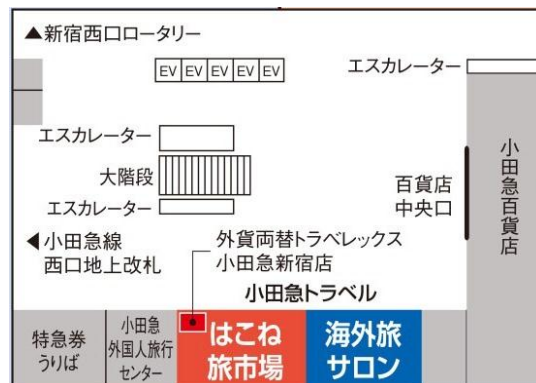 ▲新宿西口ロータリー
EV EV EV EV EV
エスカレーター
エスカレーター
大階段
エスカレーター
百貨店
中央口
小田急百貨店
◀小田急線
西口地上改札
外貨両替トラベレックス
小田急新宿店
小田急トラベル
特急券
うりば
小田急
外国人旅行
センター
はこね
旅市場
海外旅
サロン